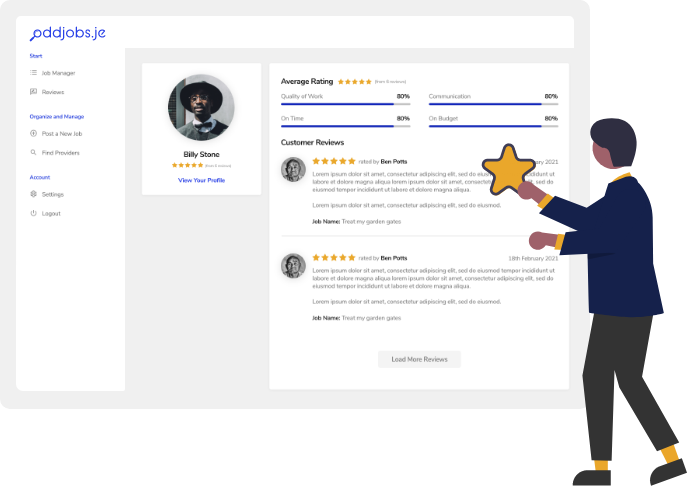 oddjobs.je
Start
Job Manager
Reviews
Organize and Manage
Post a New Job
Find Providers
Account
Settings
Logout
Billy Stone
(from 5 reviews)
View Your Profile
Average Rating (from 5 reviews)
Quality of Work 80%
Communication 80%
On Time 80%
On Budget 80%
Customer Reviews
rated by Ben Potts 2021
Lorem ipsum dolor sit amet, consectetur adipiscing elit, sed incididunt ut
labore et dolore magna aliqua lorem ipsum dolor sit amet, consectetur adipiscing elit, sed do
eiusmod tempor incididunt ut labore et dolore magna aliqua.
Lorem ipsum dolor sit amet, consectetur adipiscing elit, sed do eiusmod.
Job Name: Treat my garden gates
rated by Ben Potts 18th February 2021
Lorem ipsum dolor sit amet, consectetur adipiscing elit, sed do eiusmod tempor incididunt ut
labore et dolore magna aliqua lorem ipsum dolor sit amet, consectetur adipiscing elit, sed do
eiusmod tempor incididunt ut labore et dolore magna aliqua.
Lorem ipsum dolor sit amet, consectetur adipiscing elit, sed do eiusmod.
Job Name: Treat my garden gates
Load More Reviews